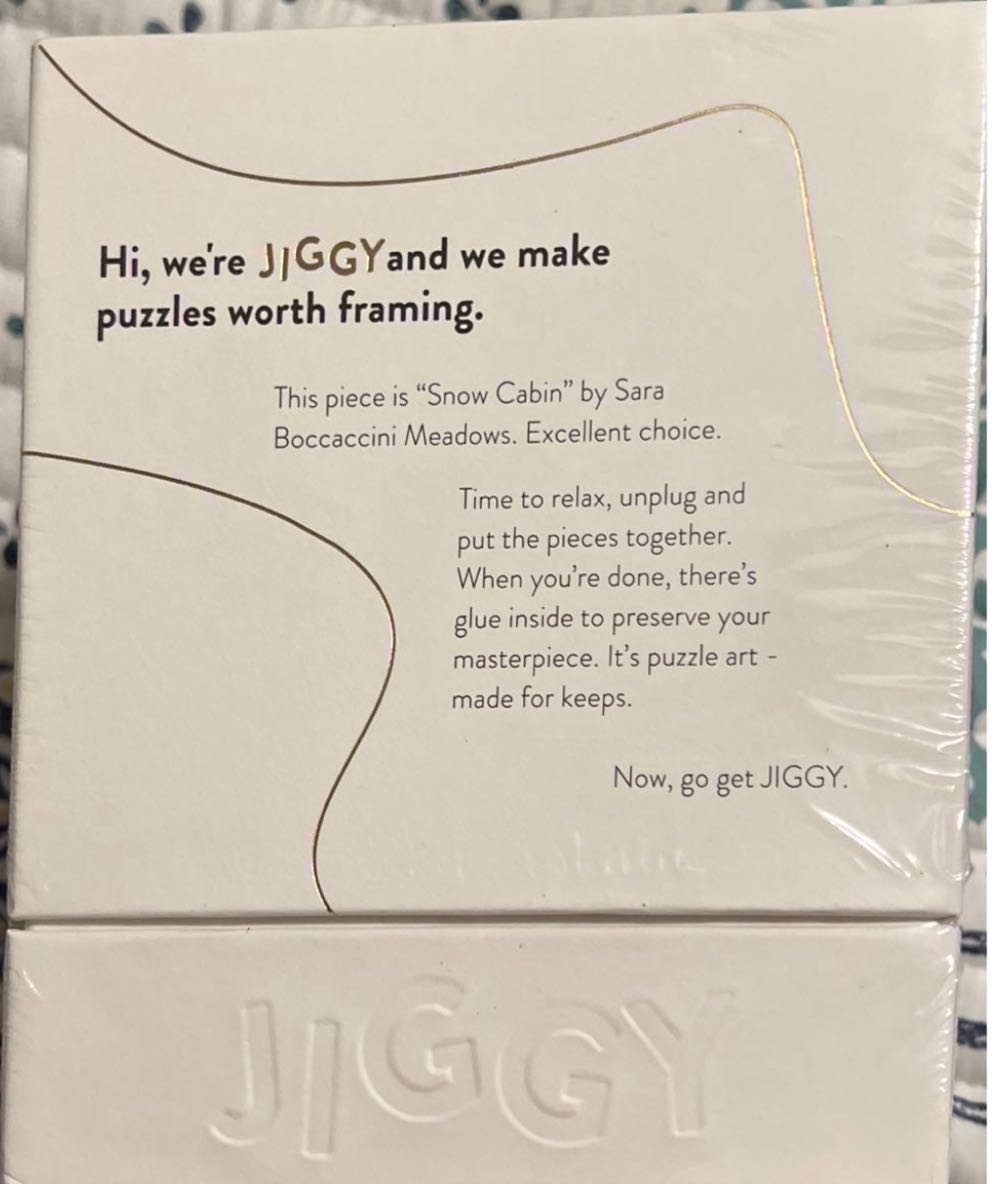 Hi, we're JIGGY and we make
puzzles worth framing.
This piece is “Snow Cabin” by Sara
Boccaccini Meadows. Excellent choice.
Time to relax, unplug and
put the pieces together.
When you’re done, there’s
glue inside to preserve your
masterpiece. It’s puzzle art -
made for keeps.
Now, go get JIGGY.
JIGGY